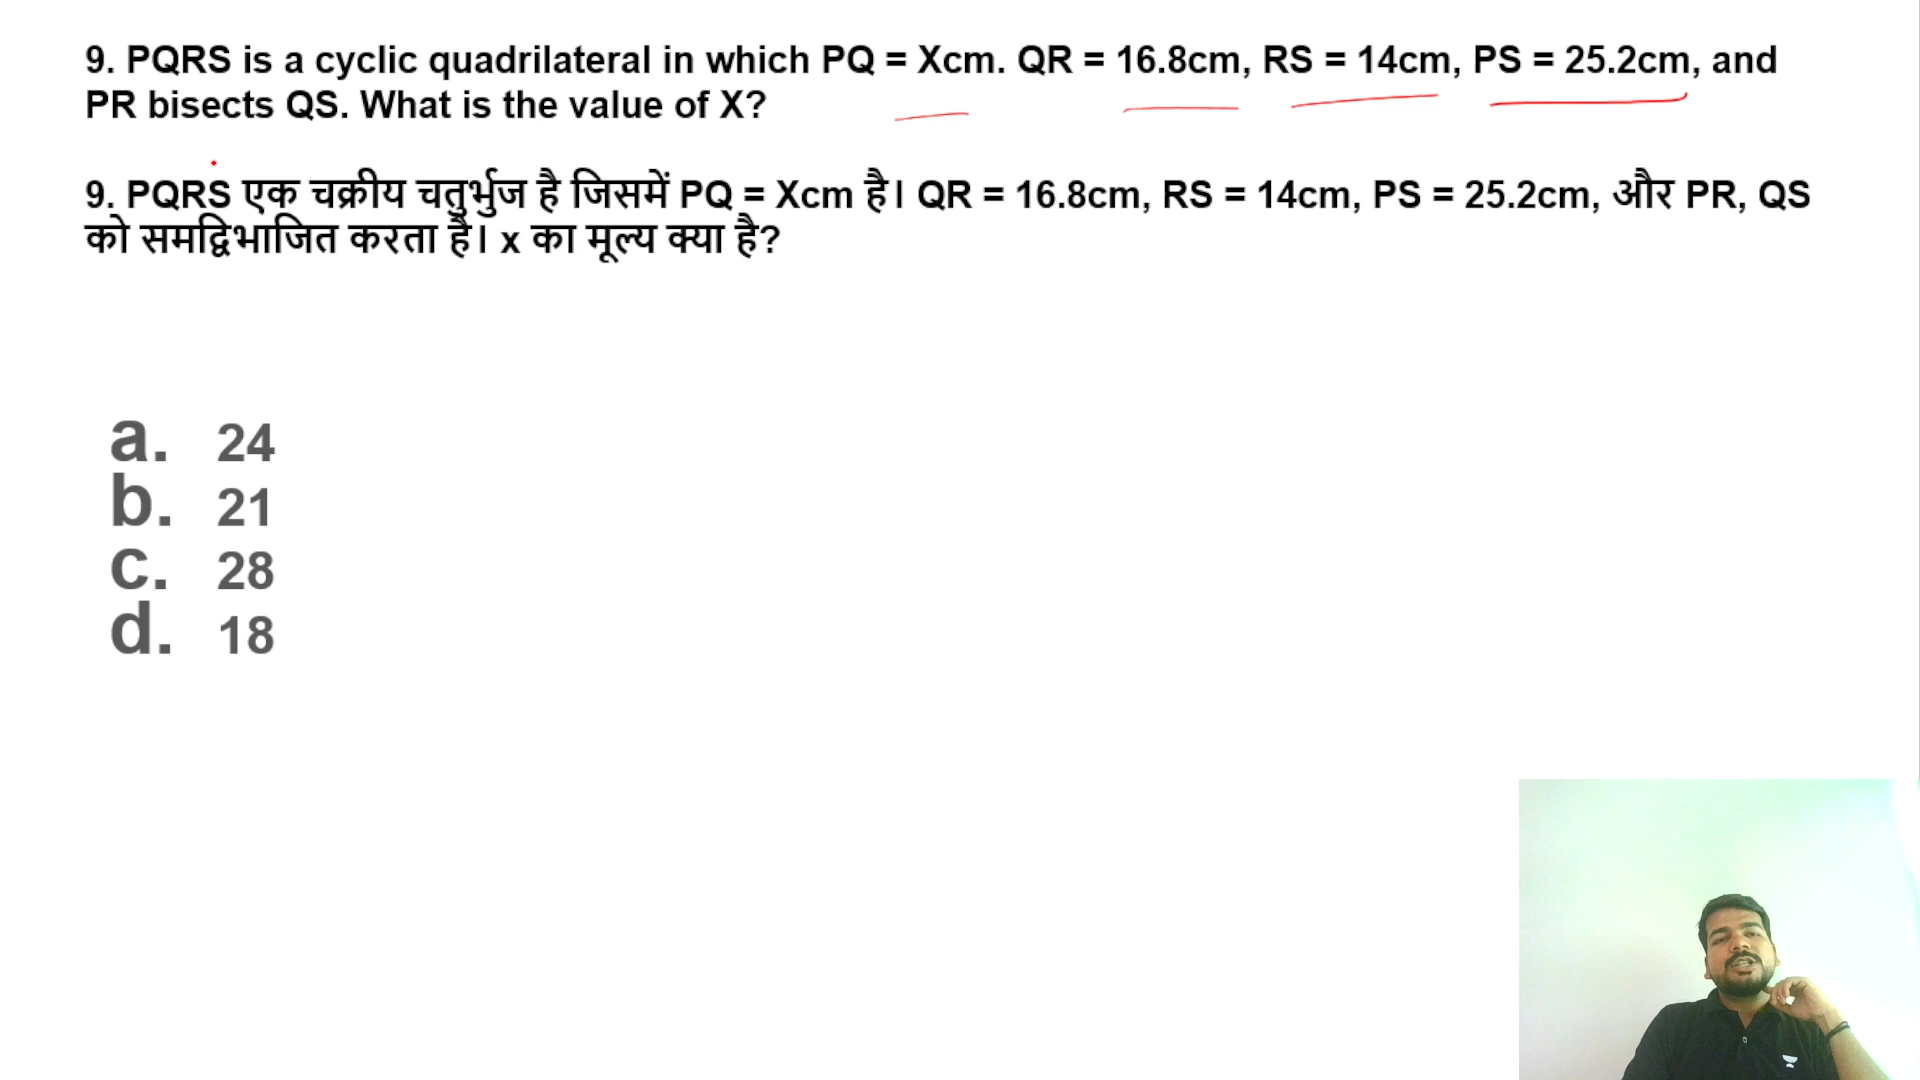 9. PQRS is a cyclic quadrilateral in which PQ = Xcm. QR = 16.8cm, RS = 14cm, PS = 25.2cm, and
PR bisects QS. What is the value of X?
9. PQRS एक चक्रीय चतुर्भुज है जिसमें PQ = Xcm है। QR = 16.8cm, RS = 14cm, PS = 25.2cm, और PR, QS
को समद्विभाजित करता है। x का मूल्य क्या है?
a. 24
b. 21
c. 28
d. 18